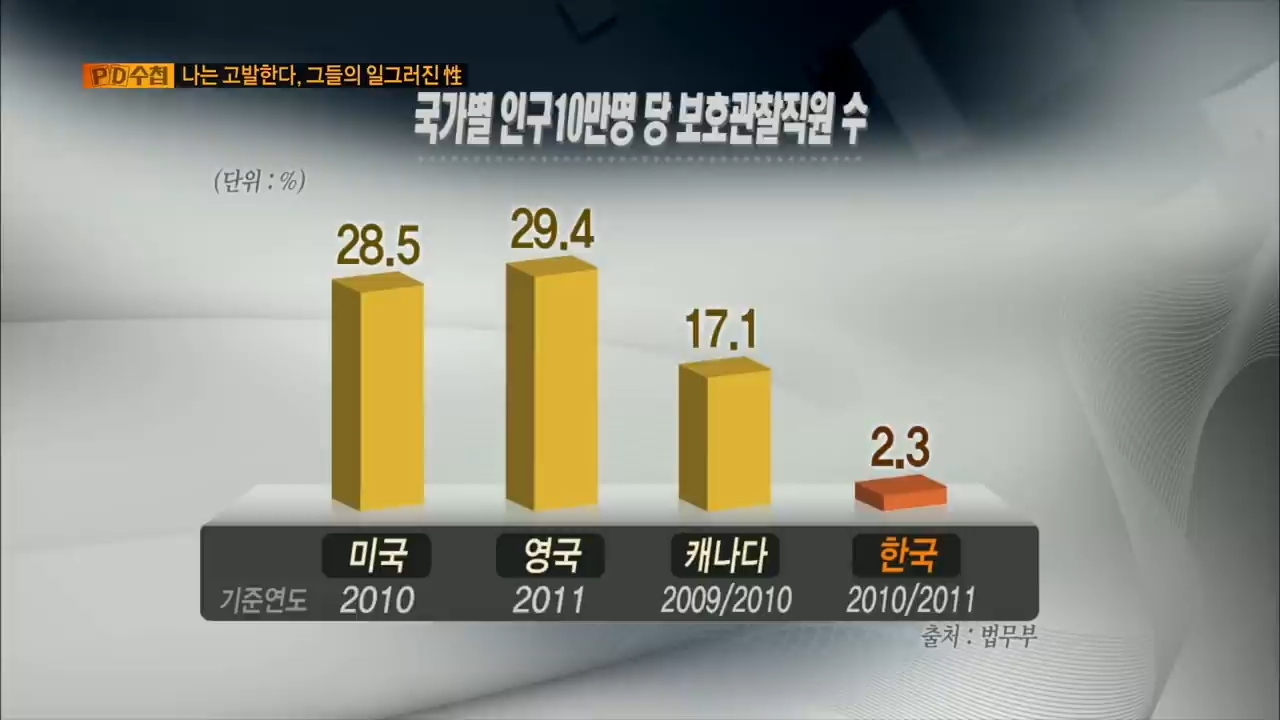 PD수첩 나는 고발한다, 그들의 일그러진 性
국가별 인구10만명 당 보호관찰직원 수
(단위 : %)
28.5 29.4 17.1 2.3
미국 영국 캐나다 한국
기준연도 2010 2011 2009/2010 2010/2011
출처 : 법무부